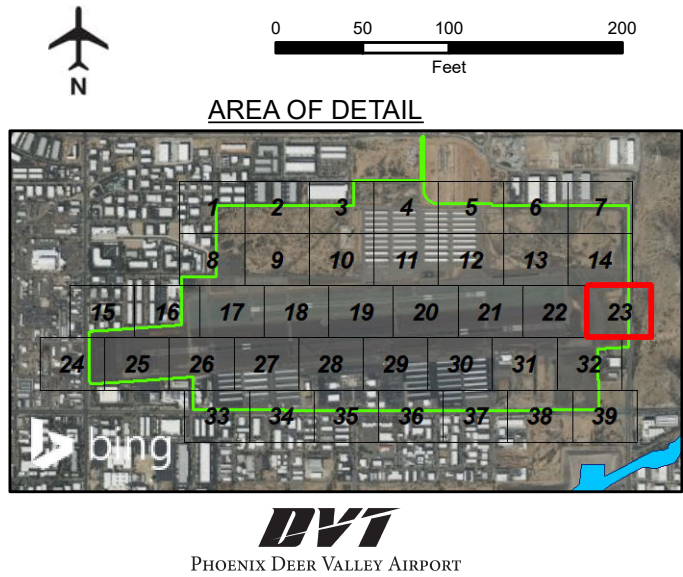 0 50 100 200
Feet
N
AREA OF DETAIL
1 2 3 4 5 6 7
8 9 10 11 12 13 14
15 16 17 18 19 20 21 22 23
24 25 26 27 28 29 30 31 32
33 34 35 36 37 38 39
bing
DVT
PHOENIX DEER VALLEY AIRPORT